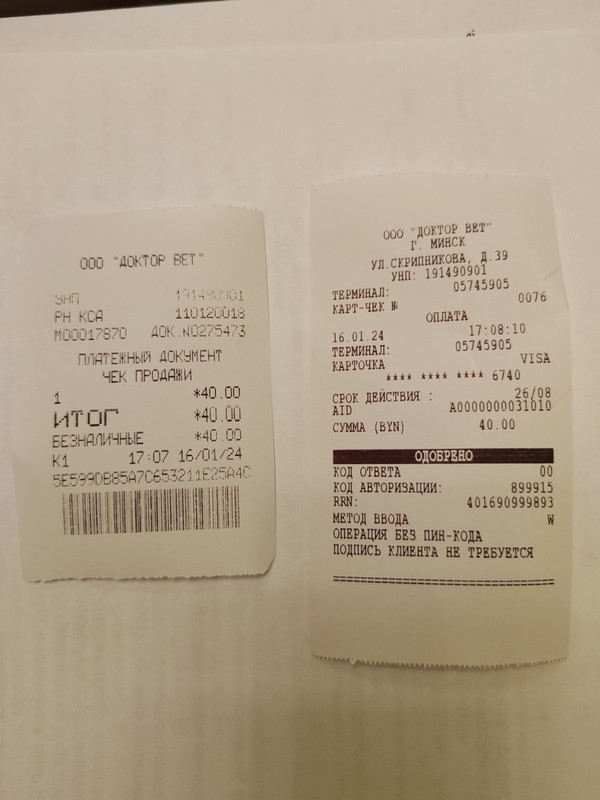 ООО "ДОКТОР ВЕТ"
УНП 191490901
РН КСА 110120018
М00017870 ДОК.N0275473
ПЛАТЕЖНЫЙ ДОКУМЕНТ
ЧЕК ПРОДАЖИ
1 *40.00
ИТОГ *40.00
БЕЗНАЛИЧНЫЕ *40.00
К1 17:07 16/01/24
5E599DB85A7C653211E25A4C
ООО "ДОКТОР ВЕТ"
Г. МИНСК
УЛ.СКРИПНИКОВА, Д.39
УНП: 191490901
ТЕРМИНАЛ: 05745905
КАРТ-ЧЕК № 0076
ОПЛАТА
16.01.24 17:08:10
ТЕРМИНАЛ: 05745905
КАРТОЧКА VISA
**** **** **** 6740
СРОК ДЕЙСТВИЯ : 26/08
AID A0000000031010
СУММА (BYN) 40.00
ОДОБРЕНО
КОД ОТВЕТА 00
КОД АВТОРИЗАЦИИ: 899915
RRN: 401690999893
МЕТОД ВВОДА W
ОПЕРАЦИЯ БЕЗ ПИН-КОДА
ПОДПИСЬ КЛИЕНТА НЕ ТРЕБУЕТСЯ